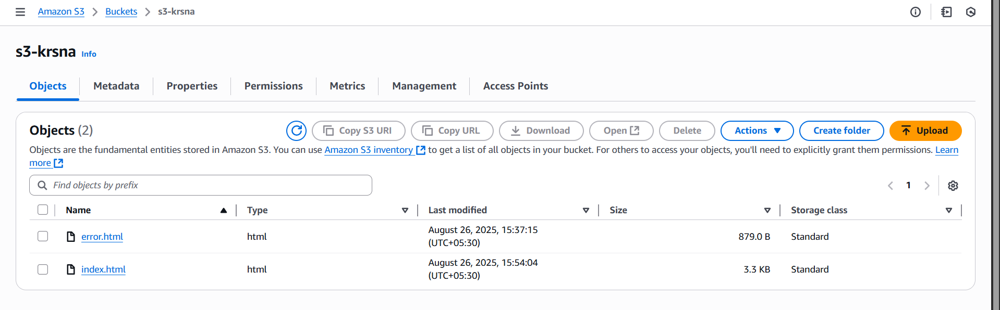 Amazon S3 > Buckets > s3-krsna
s3-krsna Info
Objects Metadata Properties Permissions Metrics Management Access Points
Objects (2) Copy S3 URI Copy URL Download Open Delete Actions Create folder Upload
Objects are the fundamental entities stored in Amazon S3. You can use Amazon S3 inventory to get a list of all objects in your bucket. For others to access your objects, you'll need to explicitly grant them permissions. Learn
more
Find objects by prefix 1
Name Type Last modified Size Storage class
error.html html August 26, 2025, 15:37:15 879.0 B Standard
(UTC+05:30)
index.html html August 26, 2025, 15:54:04 3.3 KB Standard
(UTC+05:30)